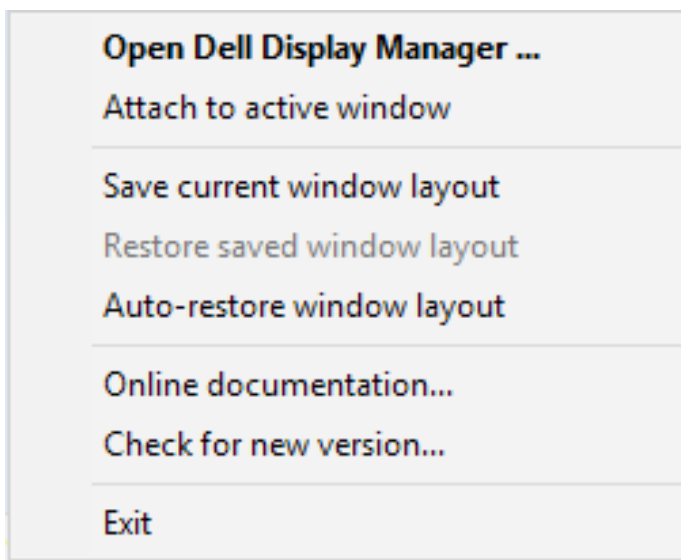 Open Dell Display Manager ...
Attach to active window
Save current window layout
Restore saved window layout
Auto-restore window layout
Online documentation...
Check for new version...
Exit